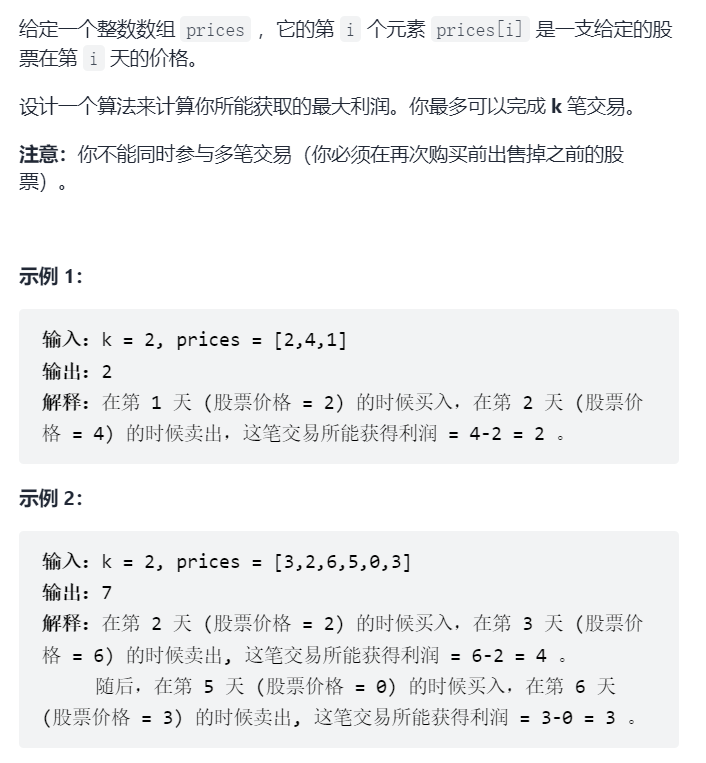 给定一个整数数组 prices ，它的第 i 个元素 prices[i] 是一支给定的股
票在第 i 天的价格。
设计一个算法来计算你所能获取的最大利润。你最多可以完成 k 笔交易。
注意：你不能同时参与多笔交易（你必须在再次购买前出售掉之前的股
票）。
示例 1：
输入：k = 2, prices = [2,4,1]
输出：2
解释：在第 1 天 (股票价格 = 2) 的时候买入，在第 2 天 (股票价
格 = 4) 的时候卖出，这笔交易所能获得利润 = 4-2 = 2 。
示例 2：
输入：k = 2, prices = [3,2,6,5,0,3]
输出：7
解释：在第 2 天 (股票价格 = 2) 的时候买入，在第 3 天 (股票价
格 = 6) 的时候卖出, 这笔交易所能获得利润 = 6-2 = 4 。
随后，在第 5 天 (股票价格 = 0) 的时候买入，在第 6 天
(股票价格 = 3) 的时候卖出, 这笔交易所能获得利润 = 3-0 = 3 。